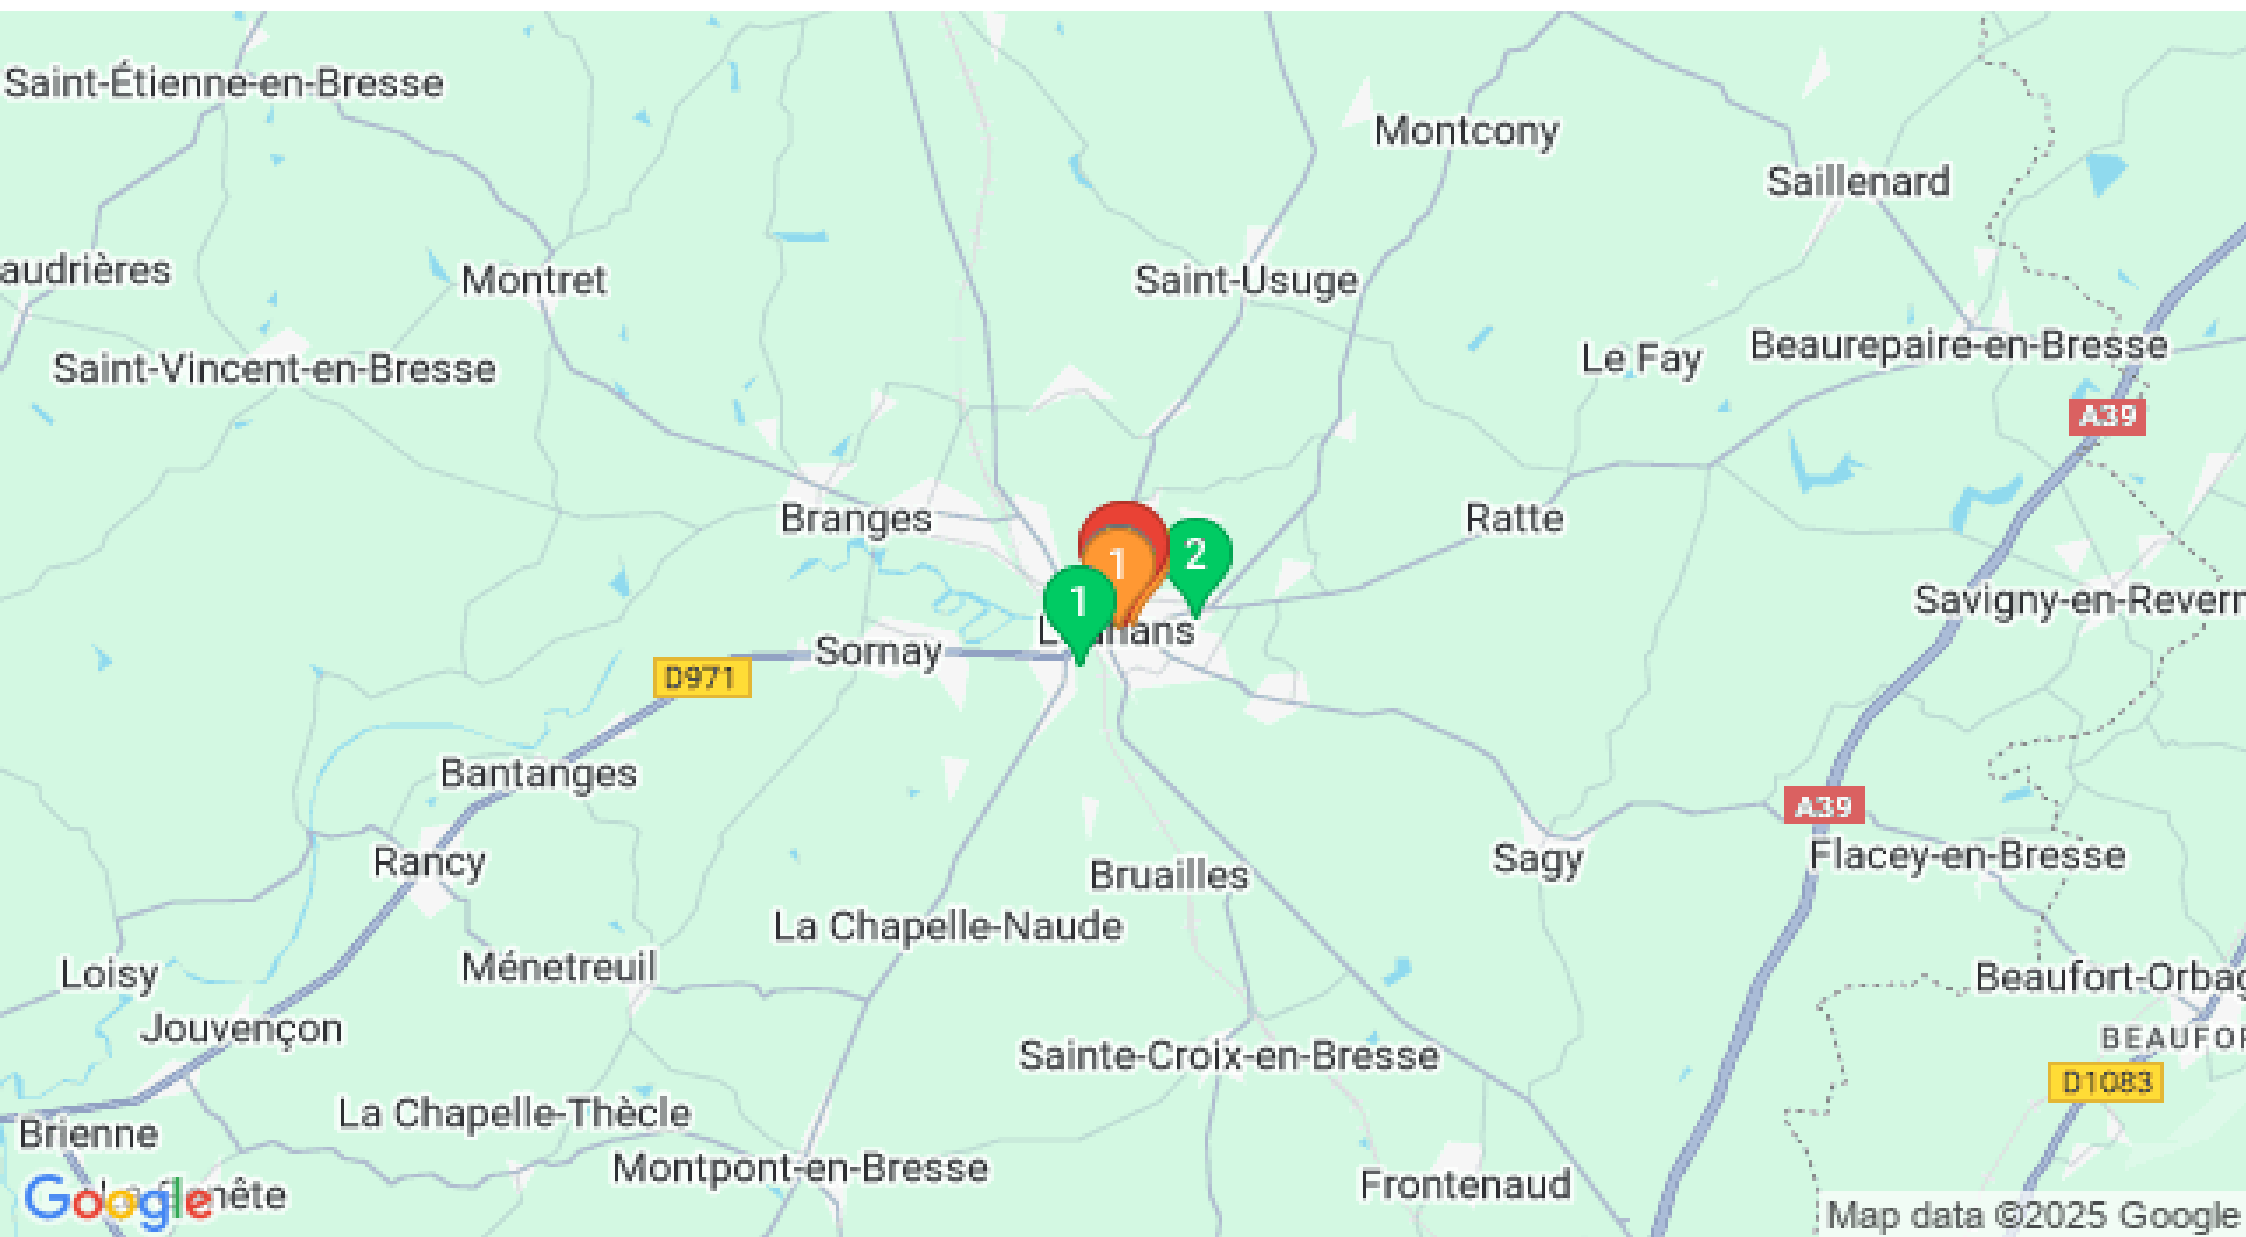 Saint-Étienne-en-Bresse
Montcony
Saillenard
audrières
Montret
Saint-Usuge
Saint-Vincent-en-Bresse
Le Fay
Beaurepaire-en-Bresse
A39
Branges
Ratte
2
1
1
Savigny-en-Rever
Sornay
D971
Bantanges
A39
Rancy
Sagy
Flacey-en-Bresse
Bruailles
La Chapelle-Naude
Loisy
Ménetreuil
Beaufort-Orbag
Jouvençon
BEAUFOR
Sainte-Croix-en-Bresse
D1083
La Chapelle-Thècle
Brienne
Montpont-en-Bresse
Frontenaud
Google
Map data ©2025 Google